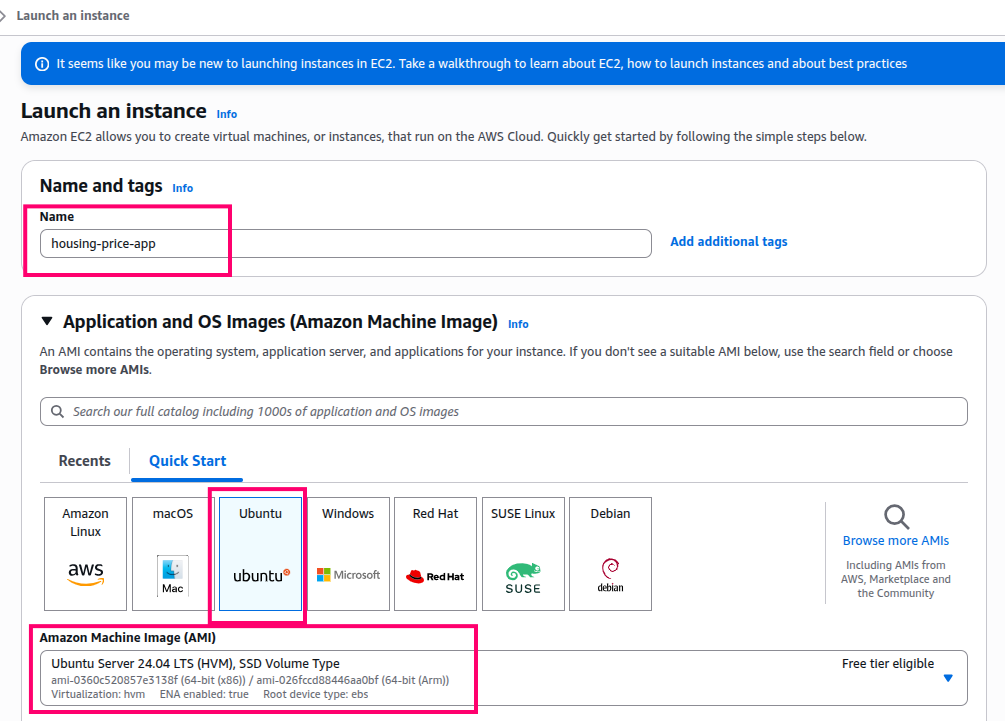 Launch an instance
It seems like you may be new to launching instances in EC2. Take a walkthrough to learn about EC2, how to launch instances and about best practices
Launch an instance Info
Amazon EC2 allows you to create virtual machines, or instances, that run on the AWS Cloud. Quickly get started by following the simple steps below.
Name and tags Info
Name
housing-price-app
Add additional tags
Application and OS Images (Amazon Machine Image) Info
An AMI contains the operating system, application server, and applications for your instance. If you don't see a suitable AMI below, use the search field or choose
Browse more AMIs.
Search our full catalog including 1000s of application and OS images
Recents
Quick Start
Amazon
Linux
aws
macOS
Mac
Ubuntu
ubuntu
Windows
Microsoft
Red Hat
Red Hat
SUSE Linux
SUSE
Debian
debian
Browse more AMIs
Including AMIs from
AWS, Marketplace and
the Community
Amazon Machine Image (AMI)
Ubuntu Server 24.04 LTS (HVM), SSD Volume Type
Free tier eligible
ami-0360c520857e3138f (64-bit (x86)) / ami-026fccd88446aa0bf (64-bit (Arm))
Virtualization: hvm ENA enabled: true Root device type: ebs